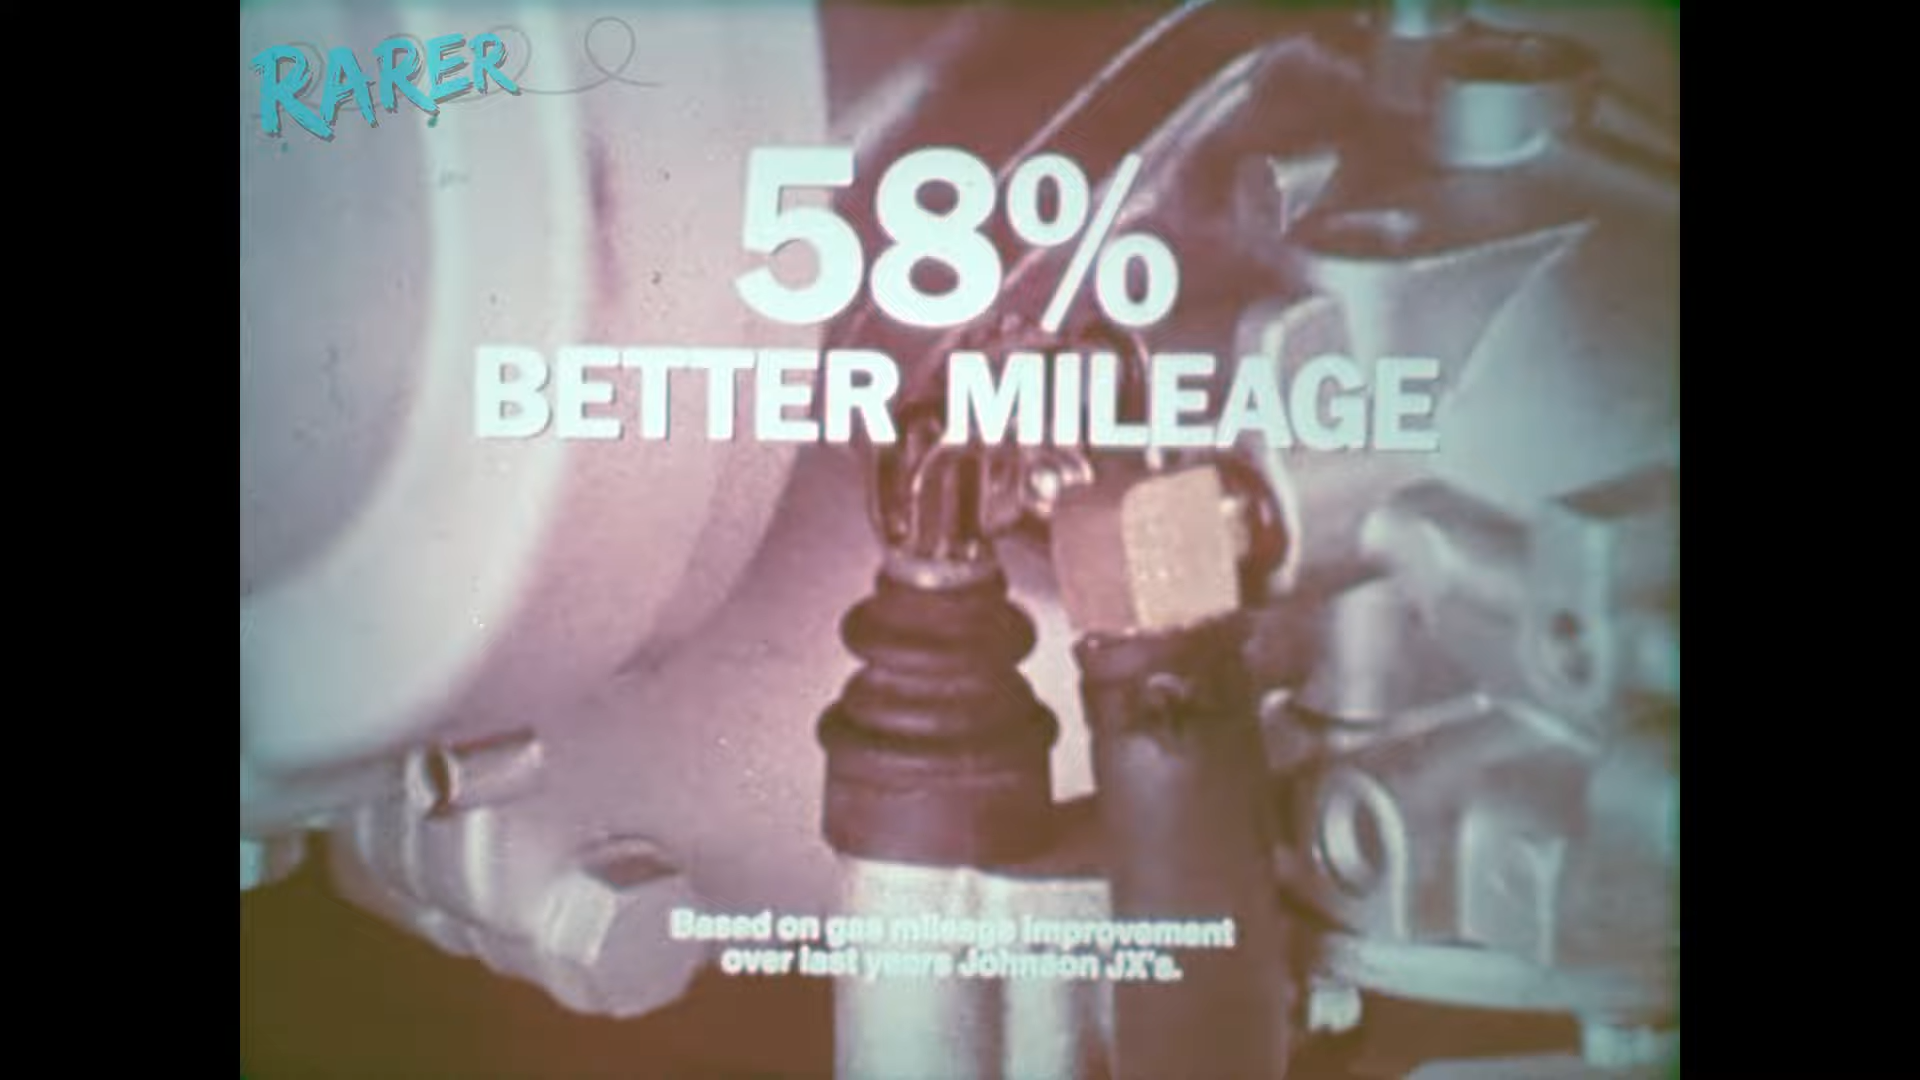 RARER
58%
BETTER MILEAGE
Based on gas mileage improvement
over last years Johnson JX's.